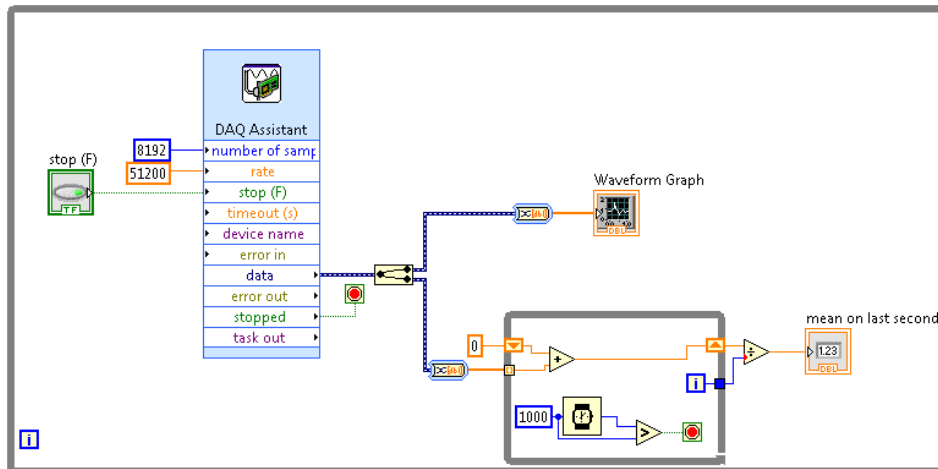 DAQ Assistant
stop (F)
TF
8192
51200
number of samp
rate
stop (F)
timeout (s)
device name
error in
data
error out
stopped
task out
Waveform Graph
DBL
mean on last second
1.23
DBL
0
+
÷
i
1000
>
i